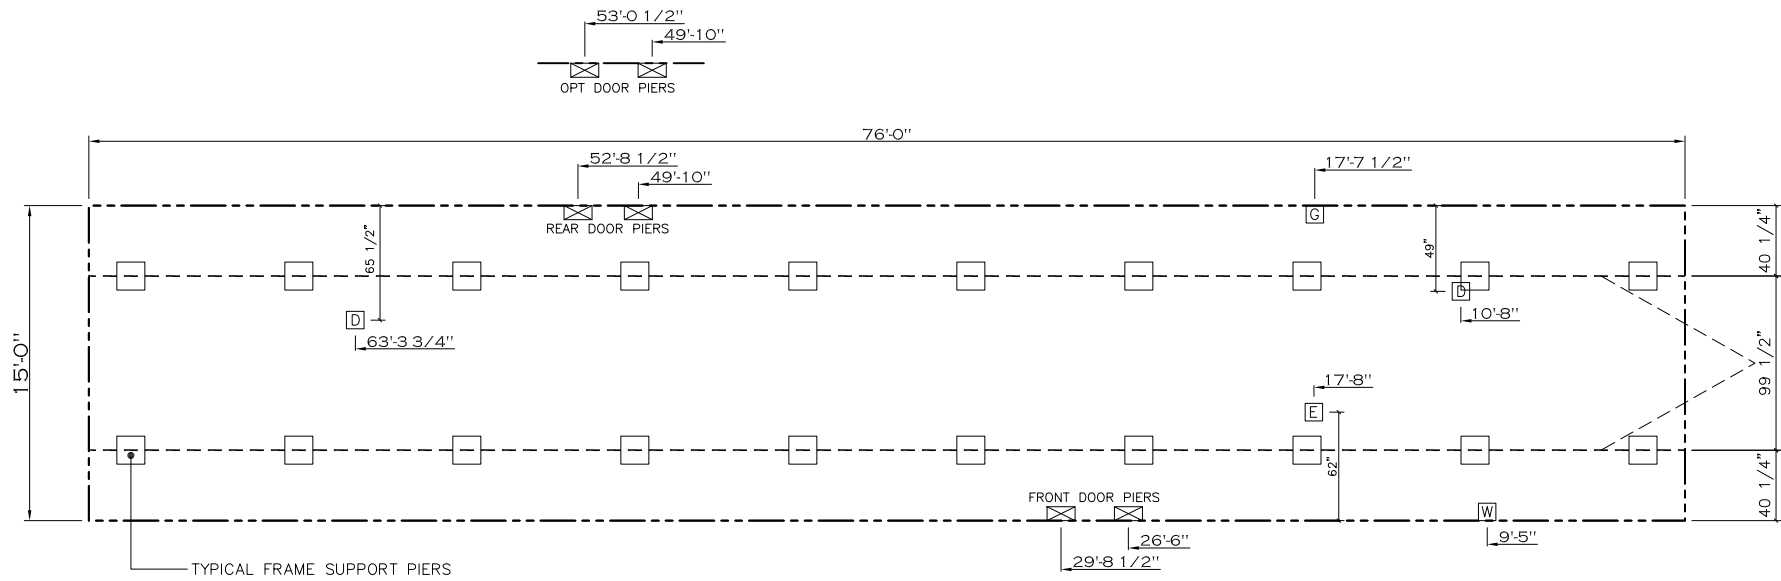 53'-0 1/2"
49'-10"
OPT DOOR PIERS
76'-0"
52'-8 1/2"
49'-10"
17'-7 1/2"
G
REAR DOOR PIERS
65 1/2"
49"
40 1/4"
D
63'-3 3/4"
D
10'-8"
15'-0"
99 1/2"
17'-8"
E
62"
40 1/4"
FRONT DOOR PIERS
W
26'-6"
9'-5"
29'-8 1/2"
TYPICAL FRAME SUPPORT PIERS